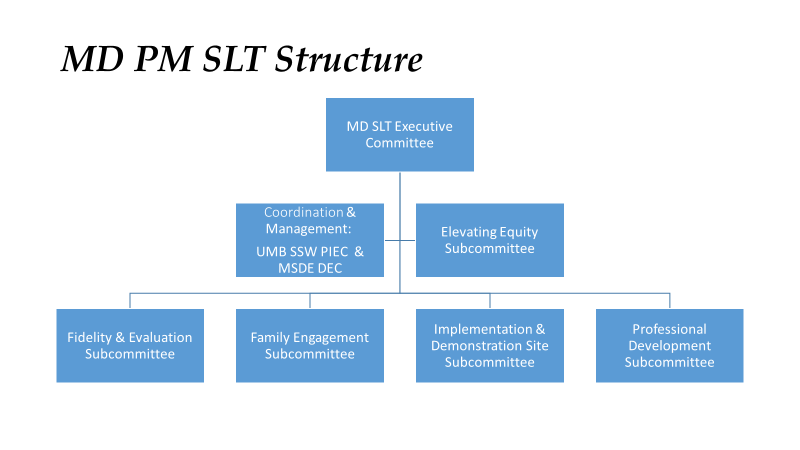 MD PM SLT Structure
MD SLT Executive
Committee
Coordination &
Management:
UMB SSW PIEC &
MSDE DEC
Elevating Equity
Subcommittee
Fidelity & Evaluation
Subcommittee
Family Engagement
Subcommittee
Implementation &
Demonstration Site
Subcommittee
Professional
Development
Subcommittee